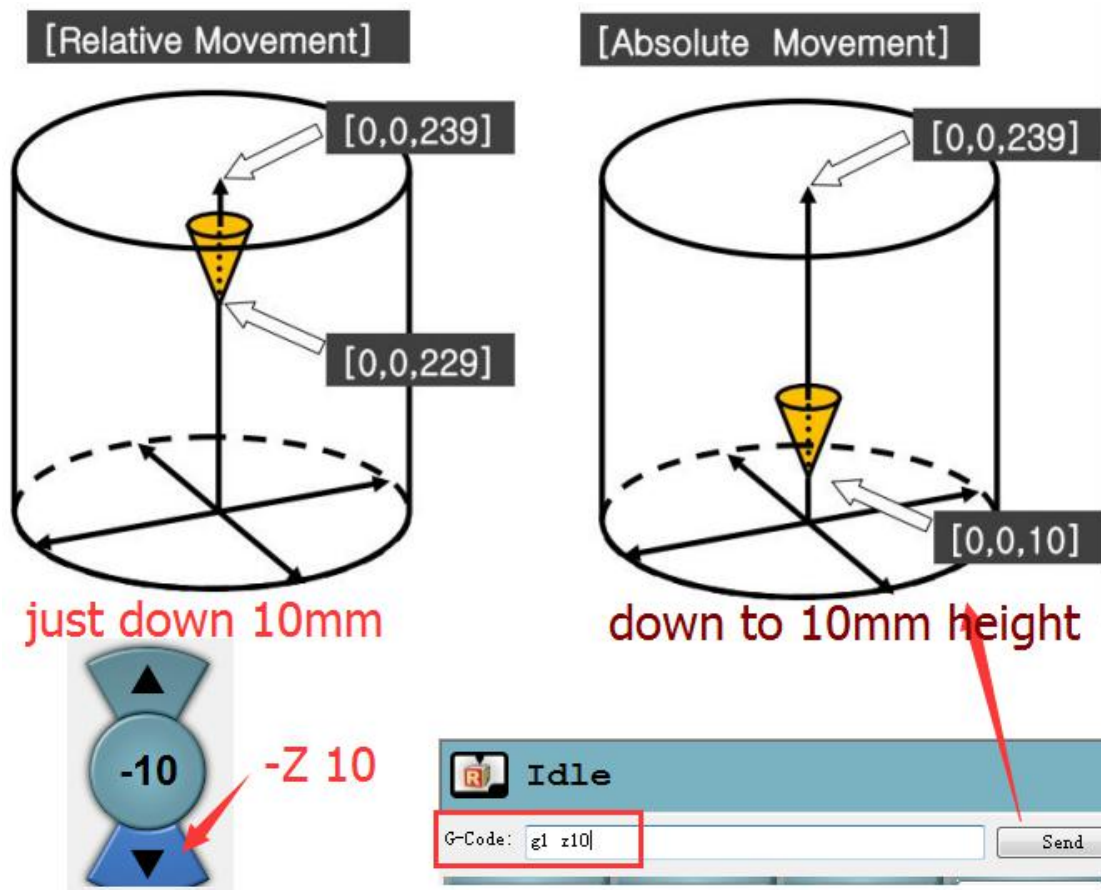 [Relative Movement]
[Absolute Movement]
[0,0,239]
[0,0,239]
[0,0,229]
[0,0,10]
just down 10mm
down to 10mm height
-10
-Z 10
R
Idle
G-Code: g1 z10
Send